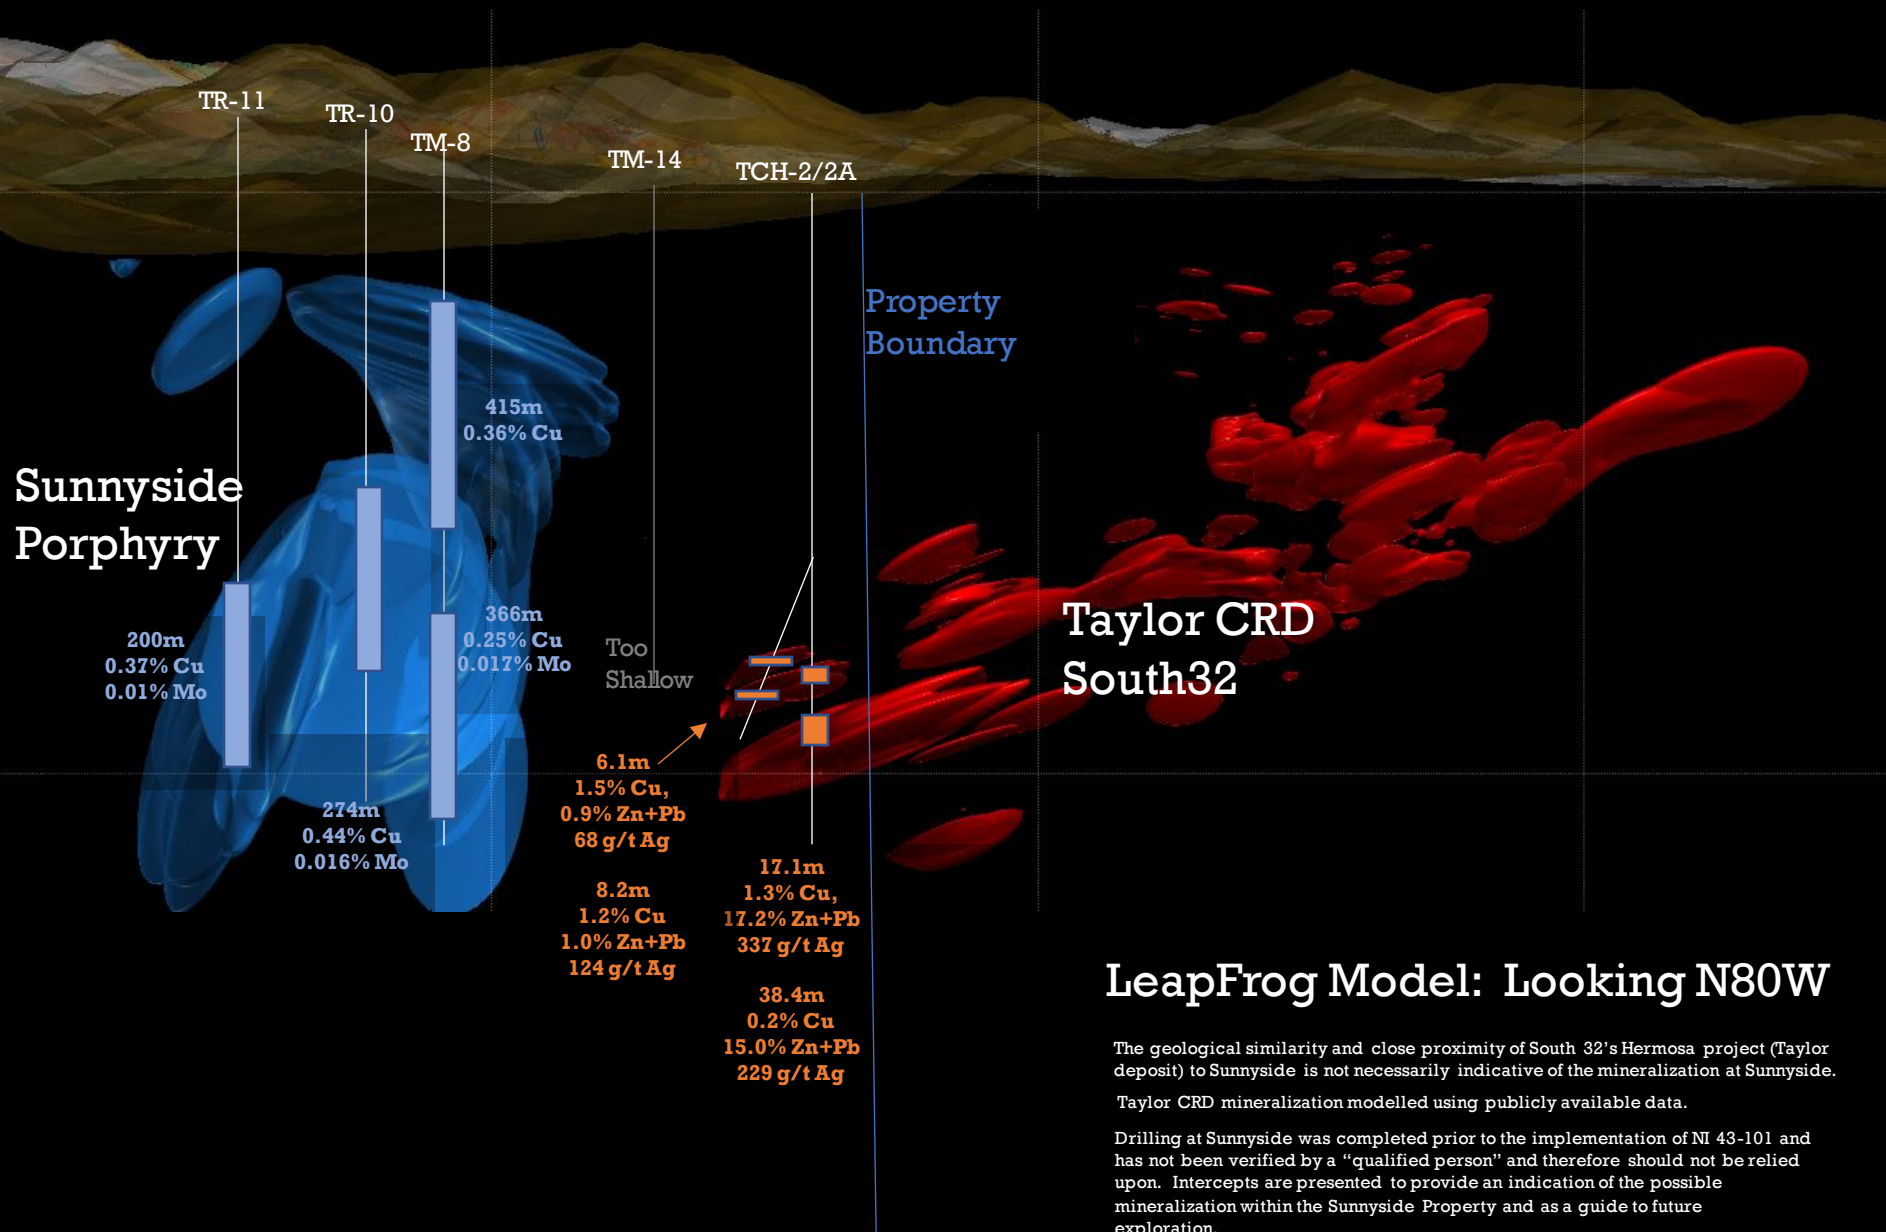 TR-11
TR-10
TM-8
TM-14
TCH-2/2A
Property
Boundary
415m
0.36% Cu
Sunnyside
Porphyry
366m
0.25% Cu
0.017% Mo
200m
0.37% Cu
0.01% Mo
Too
Shallow
Taylor CRD
South32
274m
0.44% Cu
0.016% Mo
6.1m
1.5% Cu,
0.9% Zn+Pb
68 g/t Ag
8.2m
1.2% Cu
1.0% Zn+Pb
124 g/t Ag
17.1m
1.3% Cu,
17.2% Zn+Pb
337 g/t Ag
38.4m
0.2% Cu
15.0% Zn+Pb
229 g/t Ag
LeapFrog Model: Looking N80W
The geological similarity and close proximity of South 32's Hermosa project (Taylor
deposit) to Sunnyside is not necessarily indicative of the mineralization at Sunnyside.
Taylor CRD mineralization modelled using publicly available data.
Drilling at Sunnyside was completed prior to the implementation of NI 43-101 and
has not been verified by a “qualified person” and therefore should not be relied
upon. Intercepts are presented to provide an indication of the possible
mineralization within the Sunnyside Property and as a guide to future
exploration.